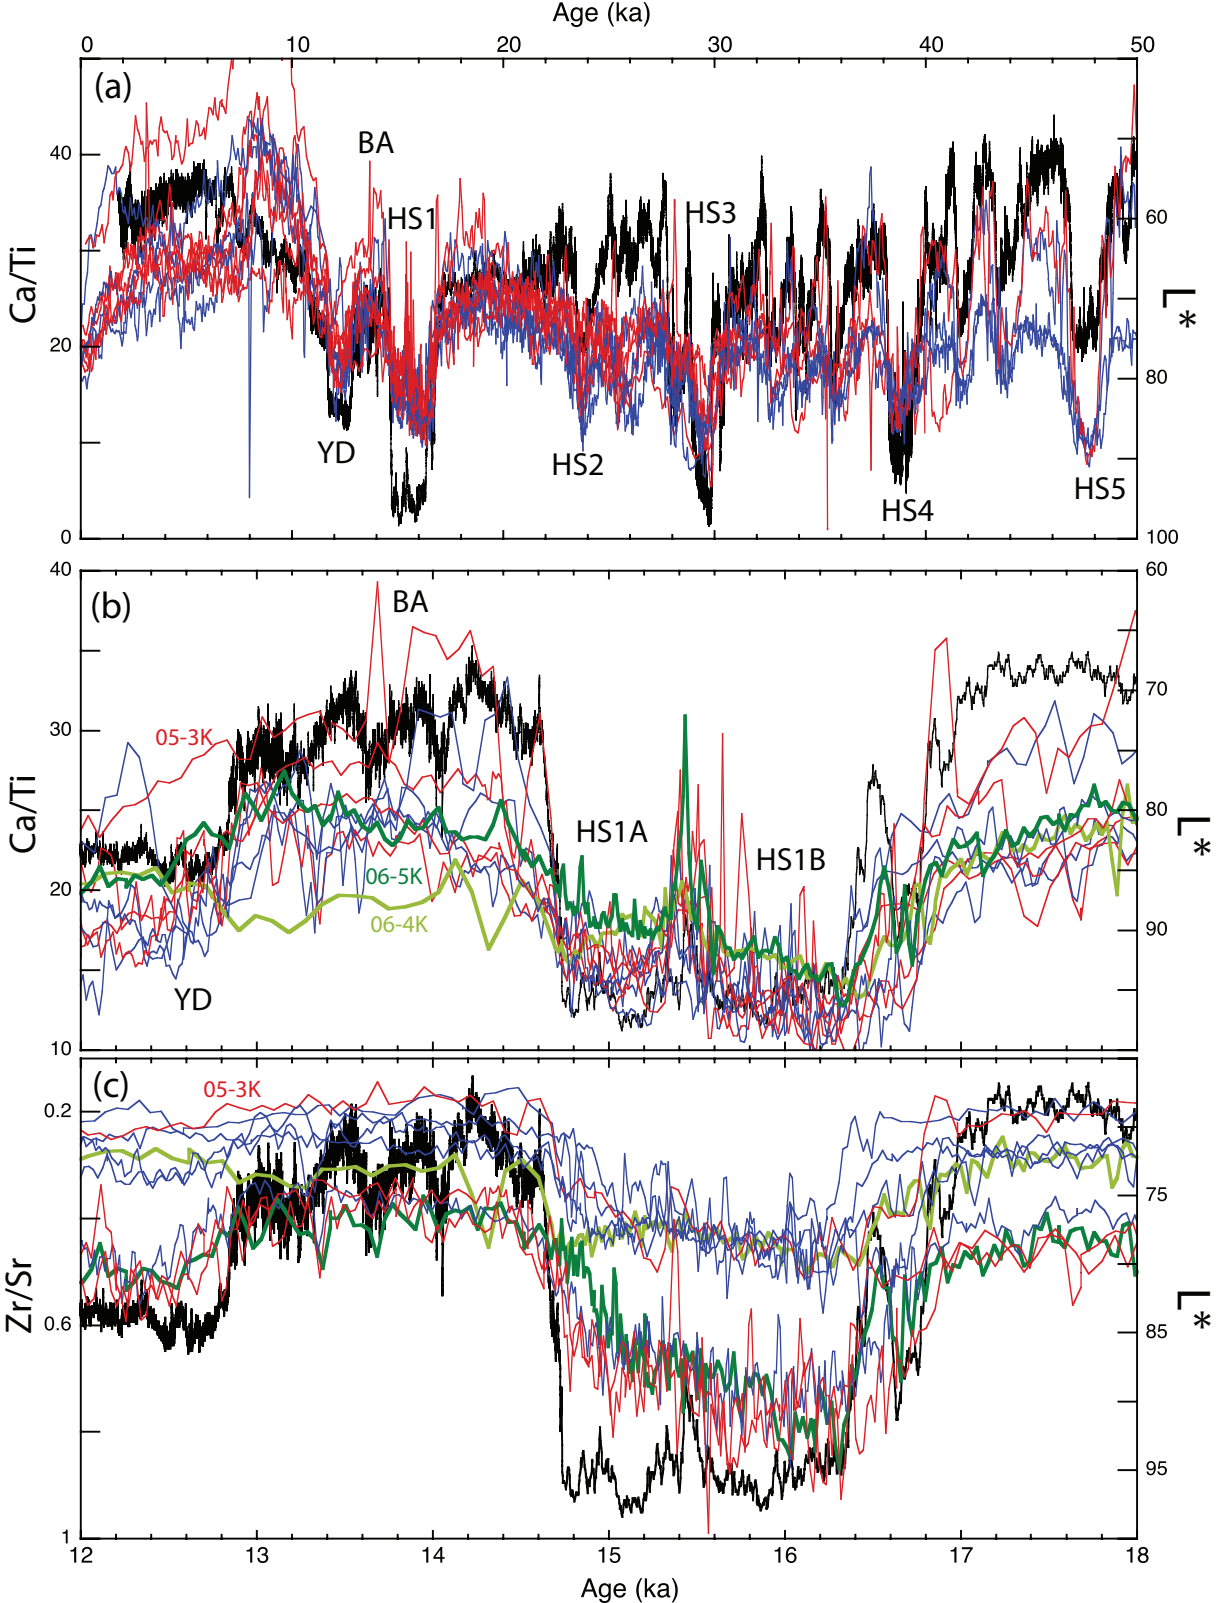 Age (ka)
0 10 20 30 40 50
(a)
BA
40
HS1
HS3
60
Ca/Ti
L*
20
80
YD
HS2
HS5
HS4
0
100
40
60
(b)
BA
70
30
05-3K
Ca/Ti
HS1A
80
L*
HS1B
20
06-5K
06-4K
90
YD
10
(c)
05-3K
0.2
75
Zr/Sr
L*
0.6
85
95
1
12 13 14 15 16 17 18
Age (ka)